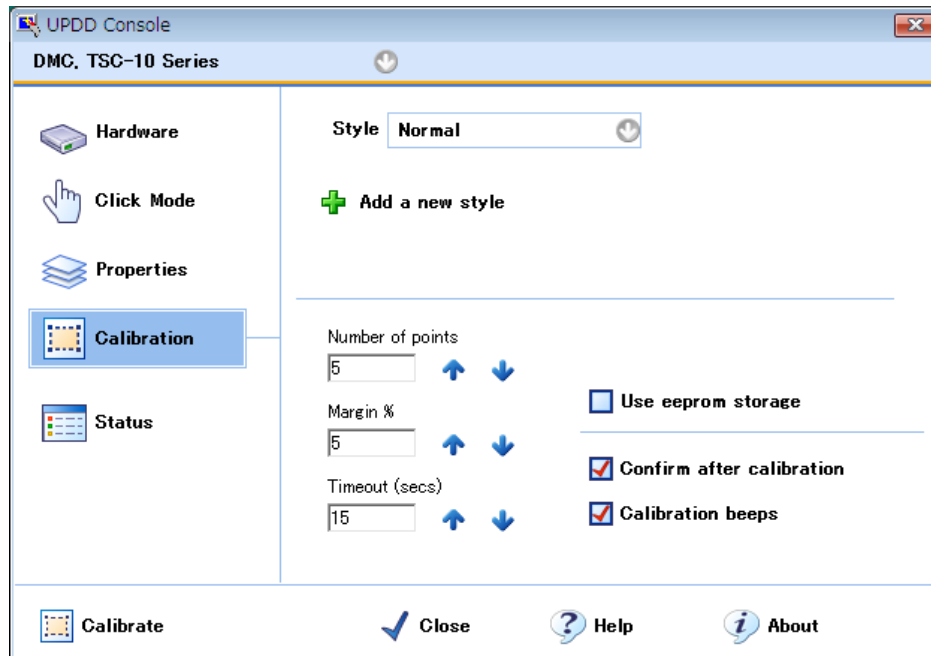 UPDD Console
DMC, TSC-10 Series
Hardware
Click Mode
Properties
Calibration
Status
Style Normal
Add a new style
Number of points
5
Margin %
5
Timeout (secs)
15
Use eeprom storage
Confirm after calibration
Calibration beeps
Calibrate
Close
Help
About